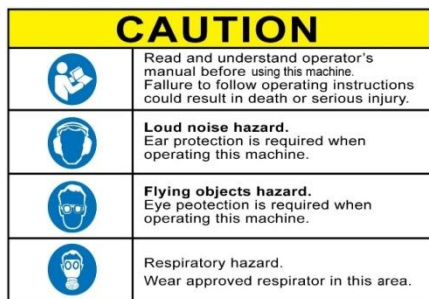 CAUTION
Read and understand operator's
manual before using this machine.
Failure to follow operating instructions
could result in death or serious injury.
Loud noise hazard.
Ear protection is required when
operating this machine.
Flying objects hazard.
Eye peotection is required when
operating this machine.
Respiratory hazard.
Wear approved respirator in this area.